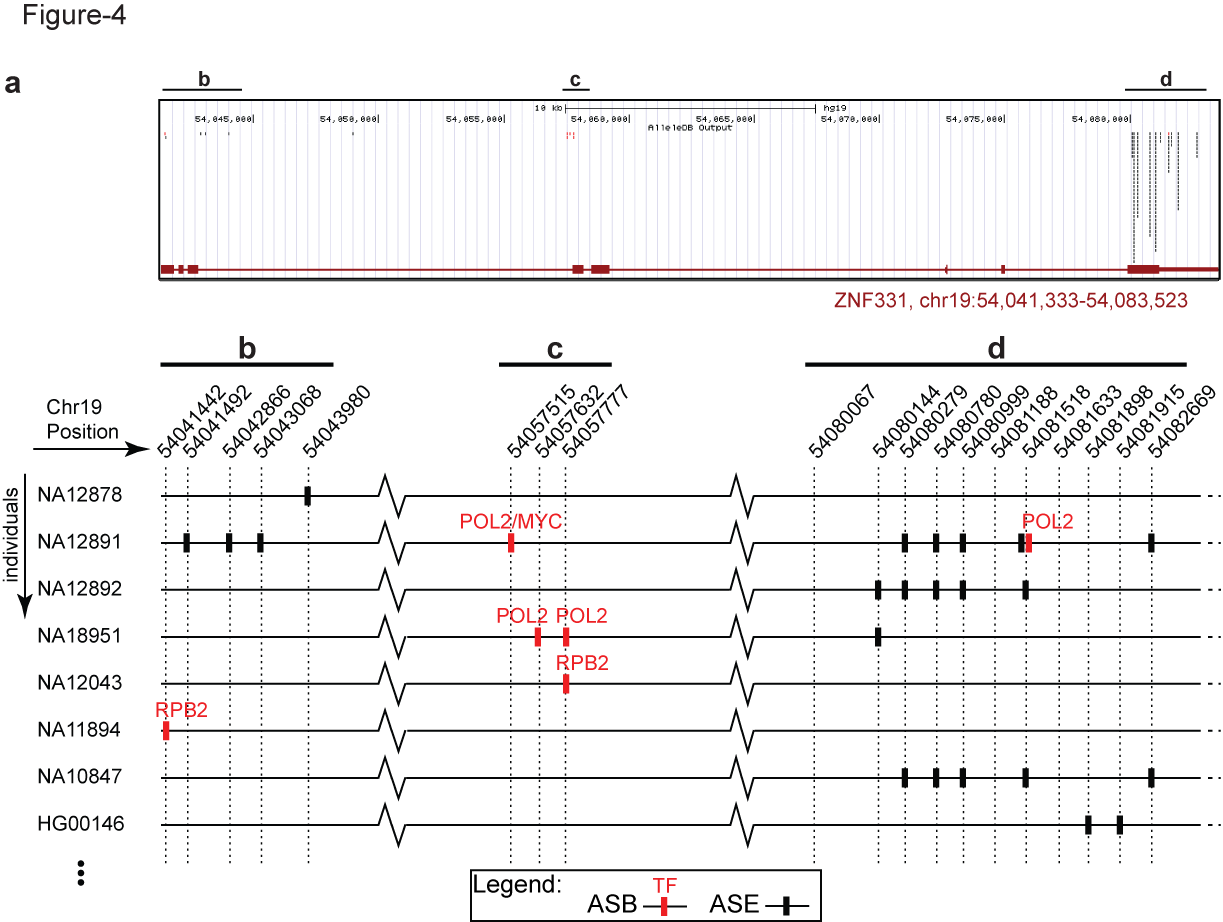 Figure-4
a
b c d
10 kb hg19
54,045,000 54,050,000 54,055,000 54,060,000 54,065,000 54,070,000 54,075,000 54,080,000
AlleleDB Output
ZNF331, chr19:54,041,333-54,083,523
b c d
Chr19
Position
54041442 54041492 54042866 54043068 54043980 54057515 54057632 54057777 54080067 54080144 54080279 54080780 54080999 54081188 54081518 54081633 54081898 54081915 54082669
individuals
NA12878
POL2/MYC POL2
NA12891
NA12892
POL2 POL2
NA18951
RPB2
NA12043
RPB2
NA11894
NA10847
HG00146
Legend:
TF
ASB ASE